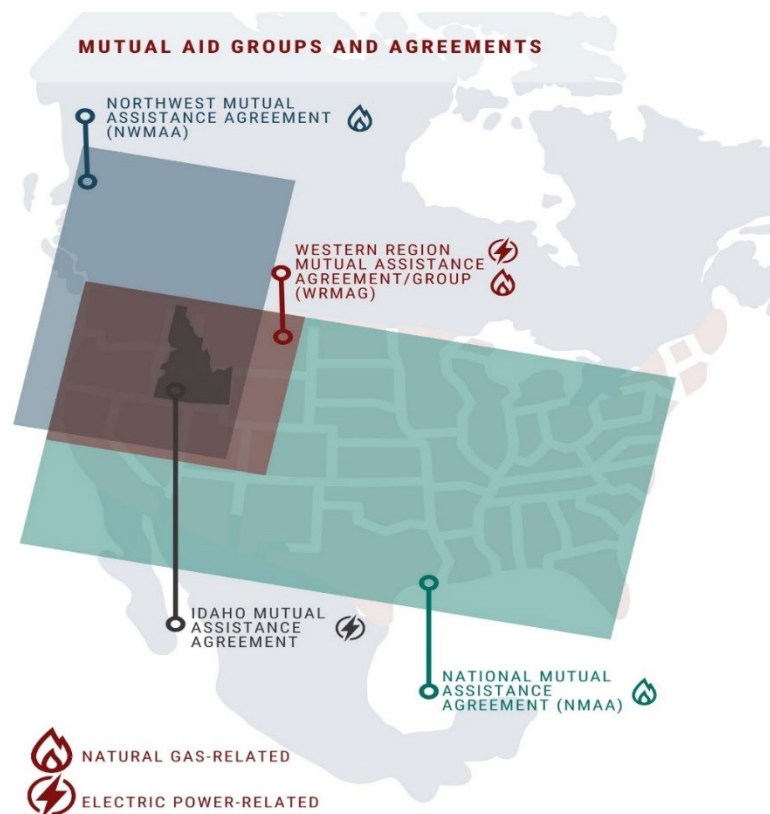 MUTUAL AID GROUPS AND AGREEMENTS
NORTHWEST MUTUAL
ASSISTANCE AGREEMENT
(NWMAA)
WESTERN REGION
MUTUAL ASSISTANCE
AGREEMENT/GROUP
(WRMAG)
IDAHO MUTUAL
ASSISTANCE
AGREEMENT
NATIONAL MUTUAL
ASSISTANCE
AGREEMENT (NMAA)
NATURAL GAS-RELATED
ELECTRIC POWER-RELATED